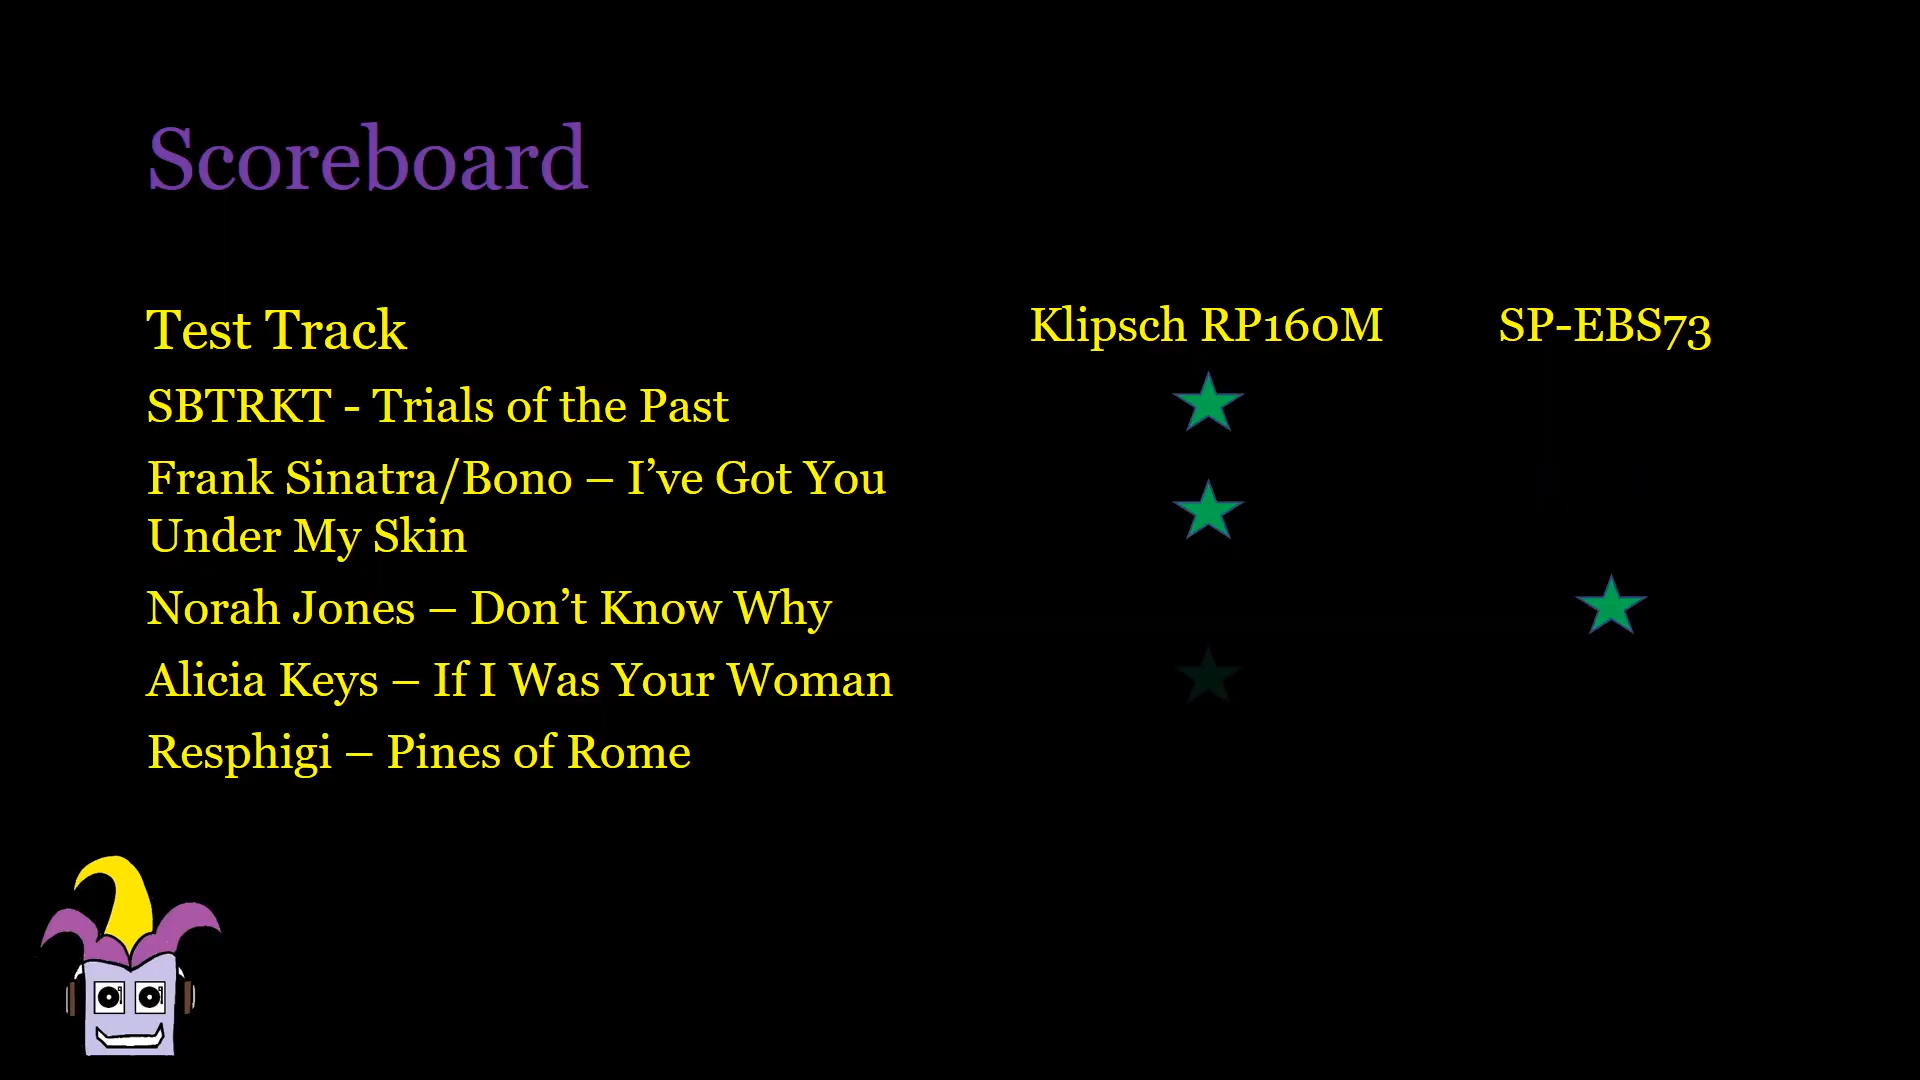 Scoreboard
Test Track Klipsch RP160M SP-EBS73
SBTRKT - Trials of the Past
Frank Sinatra/Bono – I’ve Got You
Under My Skin
Norah Jones – Don’t Know Why
Alicia Keys – If I Was Your Woman
Resphigi – Pines of Rome